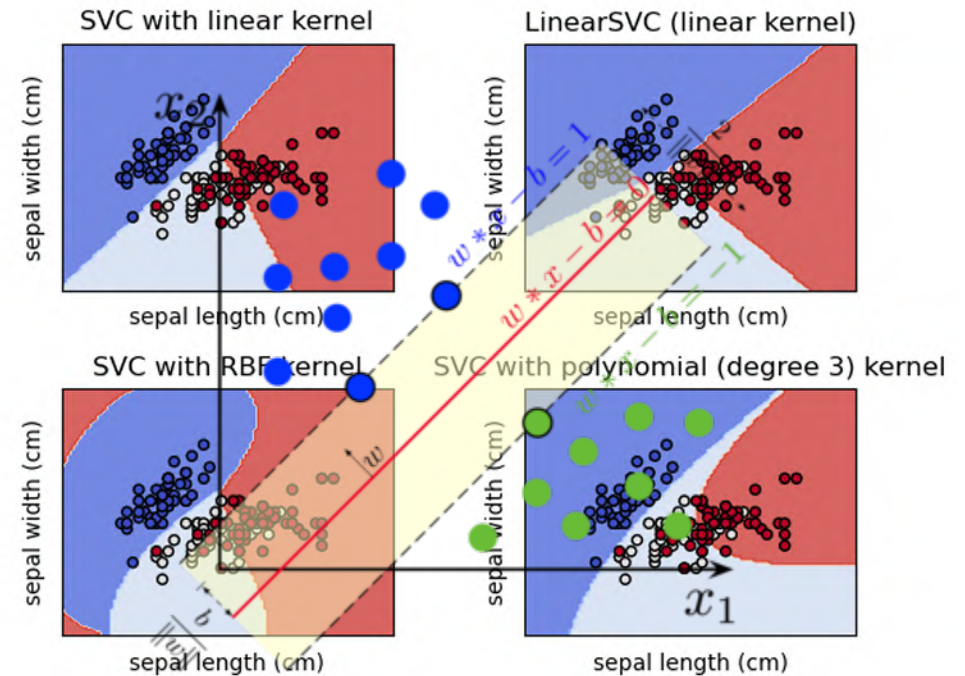 SVC with linear kernel
LinearSVC (linear kernel)
x₂
sepal width (cm)
sepal width (cm)
w * x − b = 1
2
‖w‖
w * x − b = 0
w * x − b = −1
sepal length (cm)
sepal length (cm)
SVC with RBF kernel
SVC with polynomial (degree 3) kernel
sepal width (cm)
sepal width (cm)
w
x₁
b
‖w‖
sepal length (cm)
sepal length (cm)